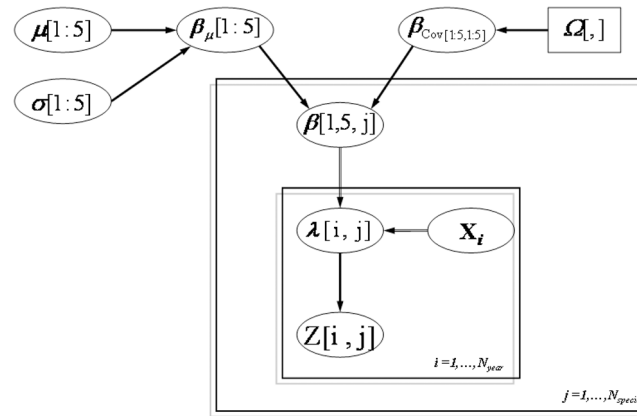 μ[1:5]
β_μ[1:5]
β_Cov[1:5,1:5]
Ω[,]
σ[1:5]
β[1,5, j]
λ[i, j]
X_i
Z[i, j]
i=1,...,N_year
j=1,...,N_speci